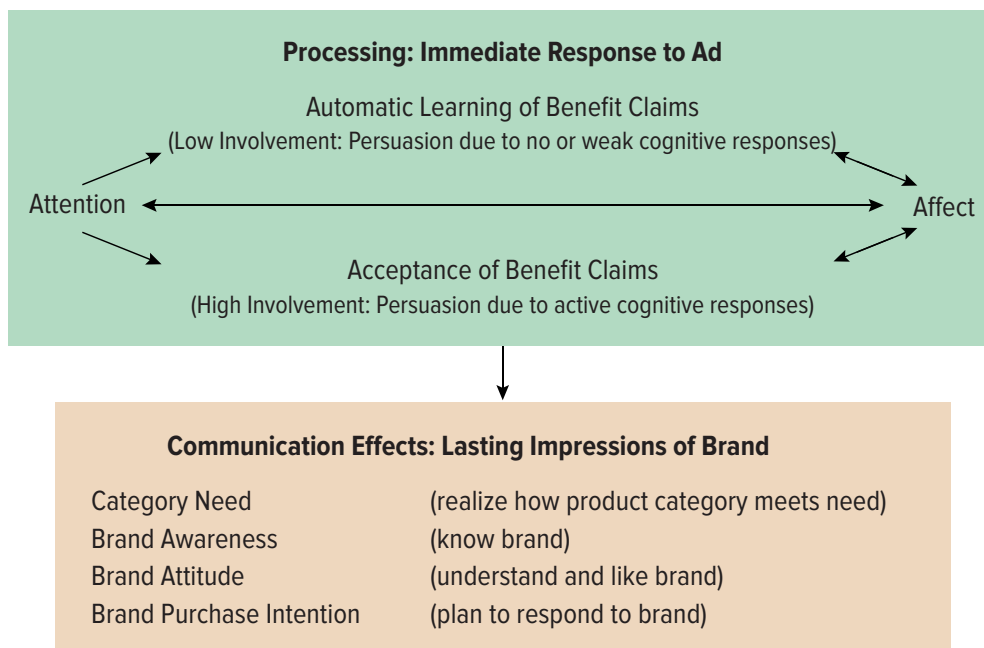 Processing: Immediate Response to Ad
Automatic Learning of Benefit Claims
(Low Involvement: Persuasion due to no or weak cognitive responses)
Attention
Affect
Acceptance of Benefit Claims
(High Involvement: Persuasion due to active cognitive responses)
Communication Effects: Lasting Impressions of Brand
Category Need (realize how product category meets need)
Brand Awareness (know brand)
Brand Attitude (understand and like brand)
Brand Purchase Intention (plan to respond to brand)